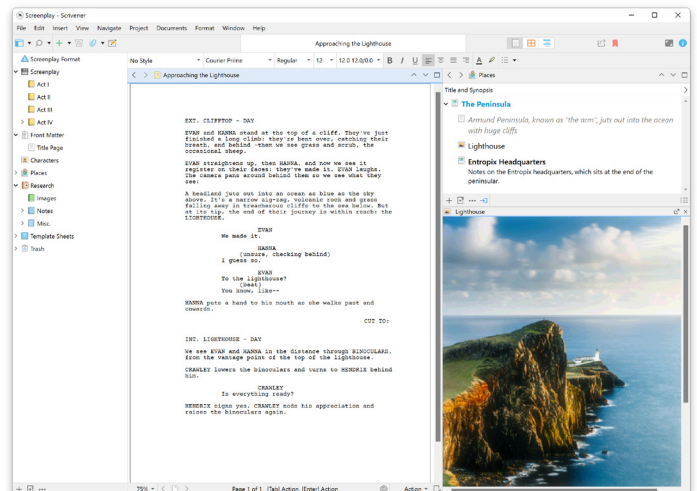 Screenplay - Scrivener
File Edit Insert View Navigate Project Documents Format Window Help
Approaching the Lighthouse
No Style Courier Prime Regular 12 12.0 12.0/0.0 B I U A
Screenplay Format
Screenplay
Act I
Act II
Act III
Act IV
Front Matter
Title Page
Characters
Places
Research
Images
Notes
Misc.
Template Sheets
Trash
Approaching the Lighthouse
EXT. CLIFFTOP - DAY
EVAN and HANNA stand at the top of a cliff. They've just
finished a long climb: they're bent over, catching their
breath, and behind them we see grass and scrub, the
occasional sheep.
EVAN straightens up, then HANNA, and now we see it
register on their faces: they've made it. EVAN laughs.
The camera pans around behind them so we see what they
see:
A headland juts out into an ocean as blue as the sky
above. It's a narrow zig-zag, volcanic rock and grass
falling away in treacherous cliffs to the sea below. But
at its tip, the end of their journey is within reach: the
LIGHTHOUSE.
EVAN
We made it.
HANNA
(unsure, checking behind)
I guess so.
EVAN
To the lighthouse?
(beat)
You know, like--
HANNA puts a hand to his mouth as she walks past and
onwards.
CUT TO:
INT. LIGHTHOUSE - DAY
We see EVAN and HANNA in the distance through BINOCULARS,
from the vantage point of the top of the lighthouse.
CRAWLEY lowers the binoculars and turns to HENDRIX behind
him.
CRAWLEY
Is everything ready?
HENDRIX signs yes. CRAWLEY nods his appreciation and
raises the binoculars again.
75% Page 1 of 1 [Tab] Action, [Enter] Action Action
Places
Title and Synopsis
The Peninsula
Armund Peninsula, known as "the arm", juts out into the ocean
with huge cliffs
Lighthouse
Entropix Headquarters
Notes on the Entropix headquarters, which sits at the end of the
peninsular.
Lighthouse